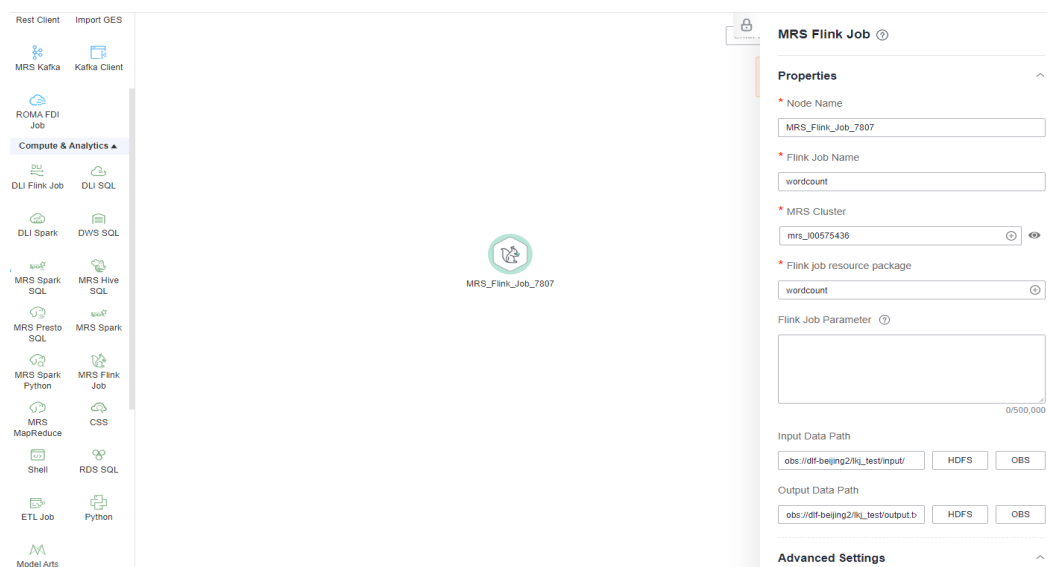 Rest Client Import GES
MRS Kafka Kafka Client
ROMA FDI
Job
Compute & Analytics
DLI
DLI Flink Job DLI SQL
DLI Spark DWS SQL
MRS Spark
SQL
MRS Hive
SQL
MRS Presto
SQL
MRS Spark
MRS Spark
Python
MRS Flink
Job
MRS
MapReduce
CSS
Shell RDS SQL
ETL Job Python
Model Arts
MRS_Flink_Job_7807
MRS Flink Job
Properties
* Node Name
MRS_Flink_Job_7807
* Flink Job Name
wordcount
* MRS Cluster
mrs_l00575436
* Flink job resource package
wordcount
Flink Job Parameter
0/500,000
Input Data Path
obs://dlf-beijing2/lkj_test/input/ HDFS OBS
Output Data Path
obs://dlf-beijing2/lkj_test/output.t HDFS OBS
Advanced Settings